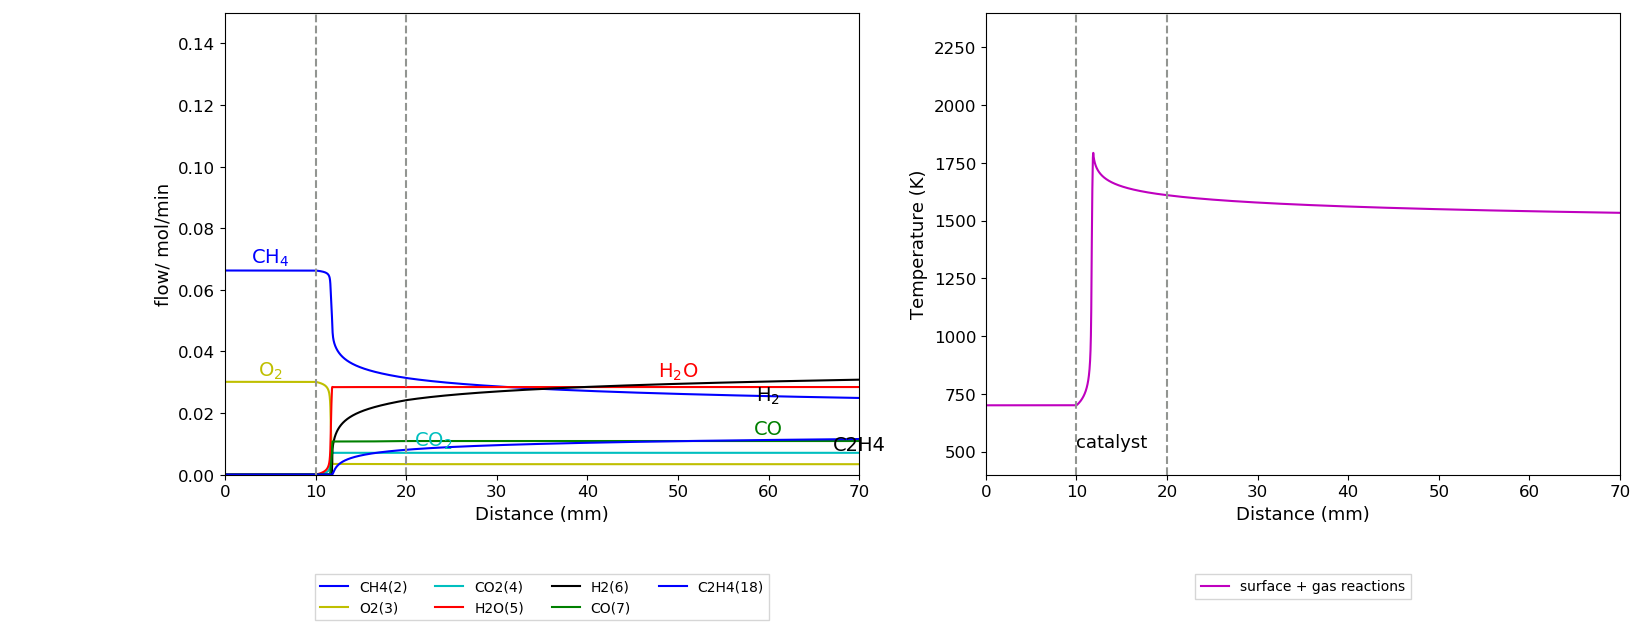 0.14
0.12
0.10
0.08
0.06
0.04
0.02
0.00
flow/ mol/min
CH4
O2
CO2
H2O
H2
CO
C2H4
0 10 20 30 40 50 60 70
Distance (mm)
CH4(2) CO2(4) H2(6) C2H4(18)
O2(3) H2O(5) CO(7)
2250
2000
1750
1500
1250
1000
750
500
Temperature (K)
catalyst
0 10 20 30 40 50 60 70
Distance (mm)
surface + gas reactions